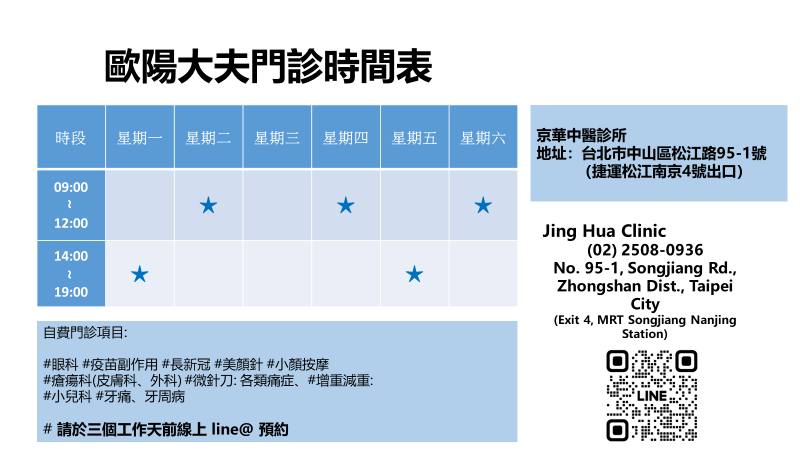 歐陽大夫門診時間表
時段 星期一 星期二 星期三 星期四 星期五 星期六
09:00
~
12:00
★ ★ ★
14:00
~
19:00
★ ★
京華中醫診所
地址：台北市中山區松江路95-1號
(捷運松江南京4號出口)
Jing Hua Clinic
(02) 2508-0936
No. 95-1, Songjiang Rd.,
Zhongshan Dist., Taipei
City
(Exit 4, MRT Songjiang Nanjing
Station)
LINE
自費門診項目:
#眼科 #疫苗副作用 #長新冠 #美顏針 #小顏按摩
#瘡瘍科(皮膚科、外科) #微針刀: 各類痛症、#增重減重:
#小兒科 #牙痛、牙周病
# 請於三個工作天前線上 line@ 預約